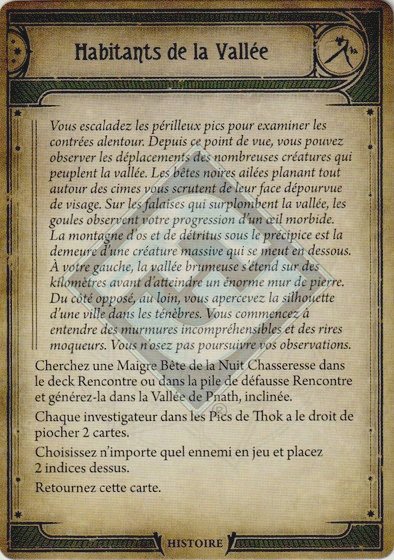 Habitants de la Vallée
Vous escaladez les périlleux pics pour examiner les
contrées alentour. Depuis ce point de vue, vous pouvez
observer les déplacements des nombreuses créatures qui
peuplent la vallée. Les bêtes noires ailées planant tout
autour des cimes vous scrutent de leur face dépourvue
de visage. Sur les falaises qui surplombent la vallée, les
goules observent votre progression d'un œil morbide.
La montagne d'os et de détritus sous le précipice est la
demeure d'une créature massive qui se meut en dessous.
À votre gauche, la vallée brumeuse s'étend sur des
kilomètres avant d'atteindre un énorme mur de pierre.
Du côté opposé, au loin, vous apercevez la silhouette
d'une ville dans les ténèbres. Vous commencez à
entendre des murmures incompréhensibles et des rires
moqueurs. Vous n'osez pas poursuivre vos observations.
Cherchez une Maigre Bête de la Nuit Chasseresse dans
le deck Rencontre ou dans la pile de défausse Rencontre
et générez-la dans la Vallée de Pnath, inclinée.
Chaque investigateur dans les Pics de Thok a le droit de
piocher 2 cartes.
Choisissez n'importe quel ennemi en jeu et placez
2 indices dessus.
Retournez cette carte.
HISTOIRE